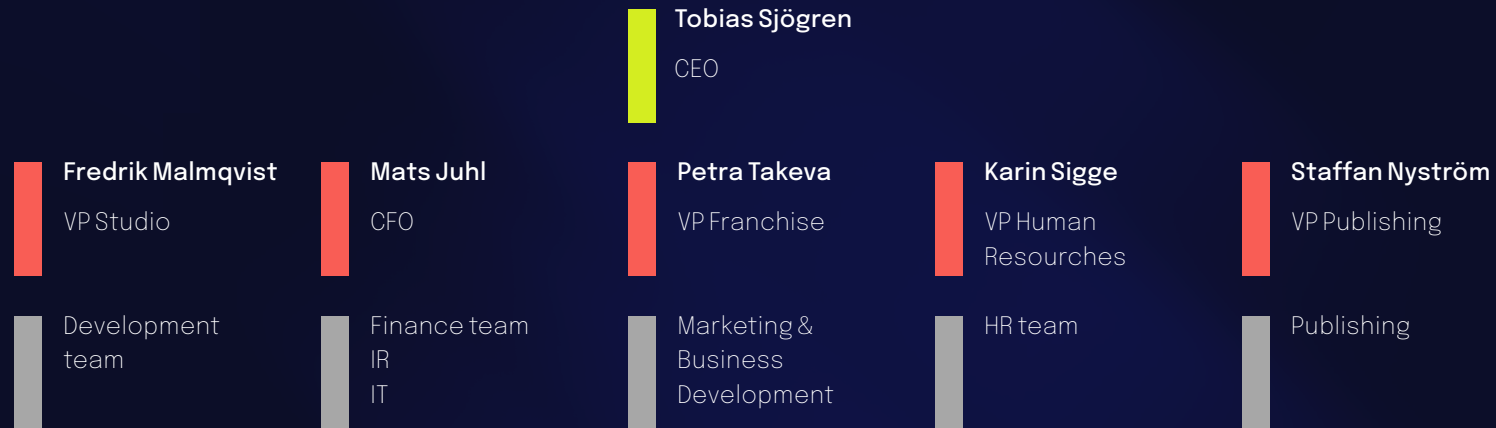 Tobias Sjögren
CEO
Fredrik Malmqvist
VP Studio
Mats Juhl
CFO
Petra Takeva
VP Franchise
Karin Sigge
VP Human
Resourches
Staffan Nyström
VP Publishing
Development
team
Finance team
IR
IT
Marketing &
Business
Development
HR team
Publishing